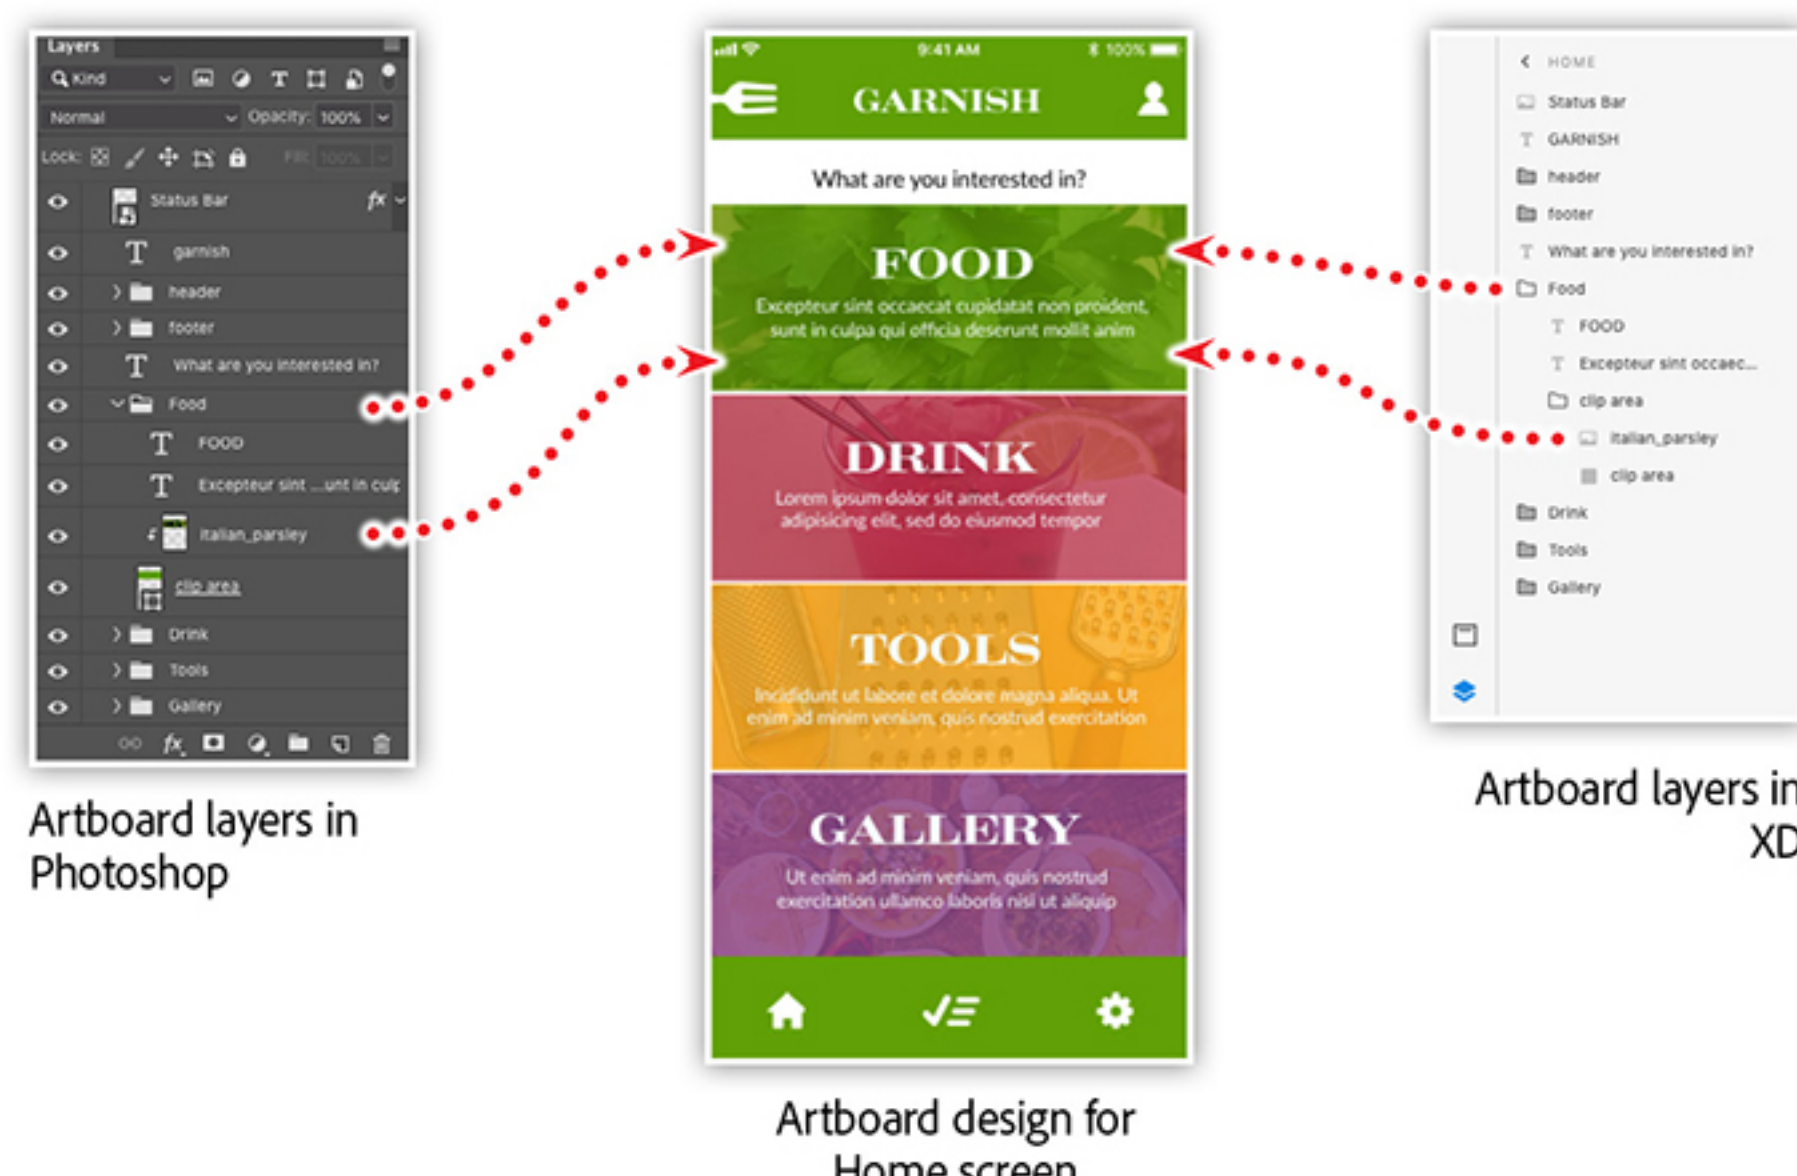 Layers
Kind
Normal
Opacity: 100%
Lock:
Fill: 100%
Status Bar
fx
garnish
header
footer
What are you interested in?
Food
FOOD
Excepteur sint ...unt in culp
italian_parsley
clip area
Drink
Tools
Gallery
fx
Artboard layers in
Photoshop
9:41 AM
100%
GARNISH
What are you interested in?
FOOD
Excepteur sint occaecat cupidatat non proident,
sunt in culpa qui officia deserunt mollit anim
DRINK
Lorem ipsum dolor sit amet, consectetur
adipisicing elit, sed do eiusmod tempor
TOOLS
Incididunt ut labore et dolore magna aliqua. Ut
enim ad minim veniam, quis nostrud exercitation
GALLERY
Ut enim ad minim veniam, quis nostrud
exercitation ullamco laboris nisi ut aliquip
Artboard design for
Home screen
HOME
Status Bar
GARNISH
header
footer
What are you interested in?
Food
FOOD
Excepteur sint occaec...
clip area
italian_parsley
clip area
Drink
Tools
Gallery
Artboard layers in
XD